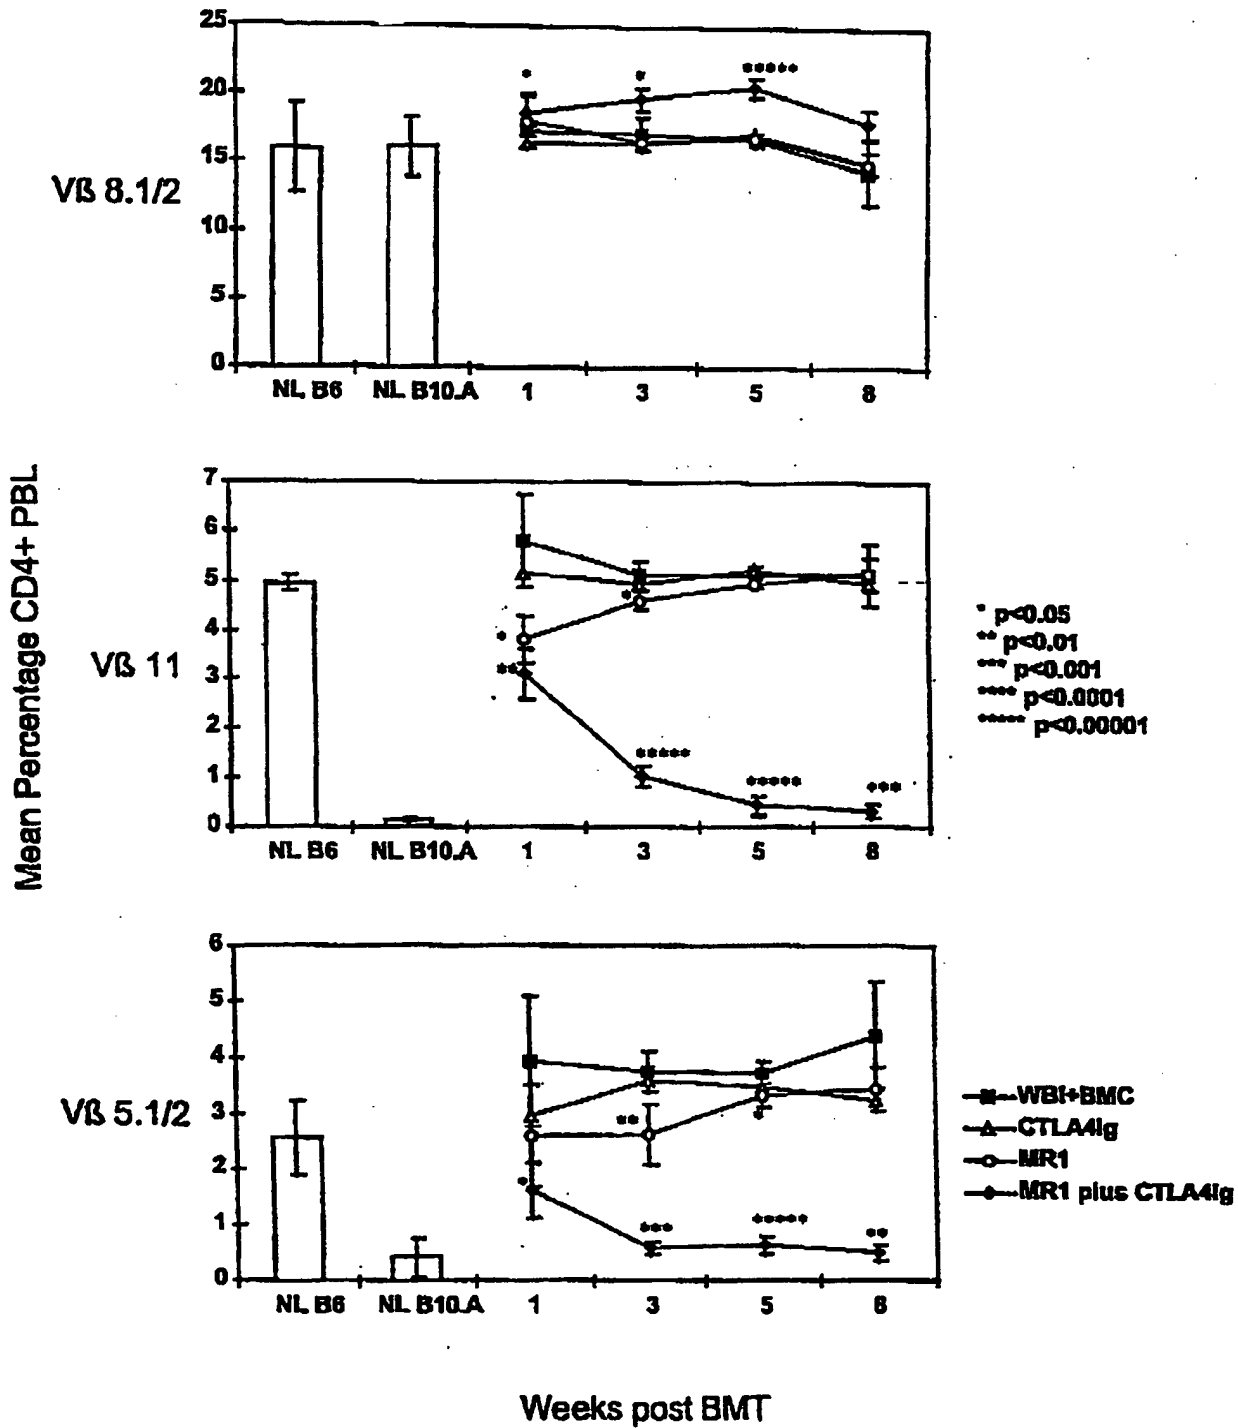 25
20
15
10
5
0
Vß 8.1/2
* * *****
NL B6 NL B10.A 1 3 5 8
Mean Percentage CD4+ PBL
7
6
5
4
3
2
1
0
Vß 11
*
*
**
***** ***** ***
NL B6 NL B10.A 1 3 5 8
* p<0.05
** p<0.01
*** p<0.001
**** p<0.0001
***** p<0.00001
6
5
4
3
2
1
0
Vß 5.1/2
**
*
* *** ***** **
NL B6 NL B10.A 1 3 5 8
WBI+BMC
CTLA4Ig
MR1
MR1 plus CTLA4Ig
Weeks post BMT